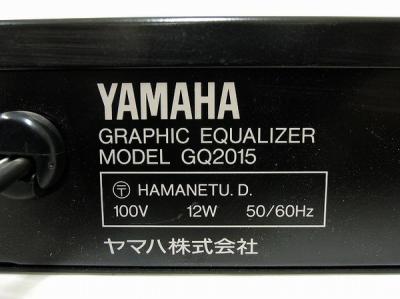 YAMAHA
GRAPHIC EQUALIZER
MODEL GQ2015
〶 HAMANETU. D.
100V 12W 50/60Hz
ヤマハ株式会社